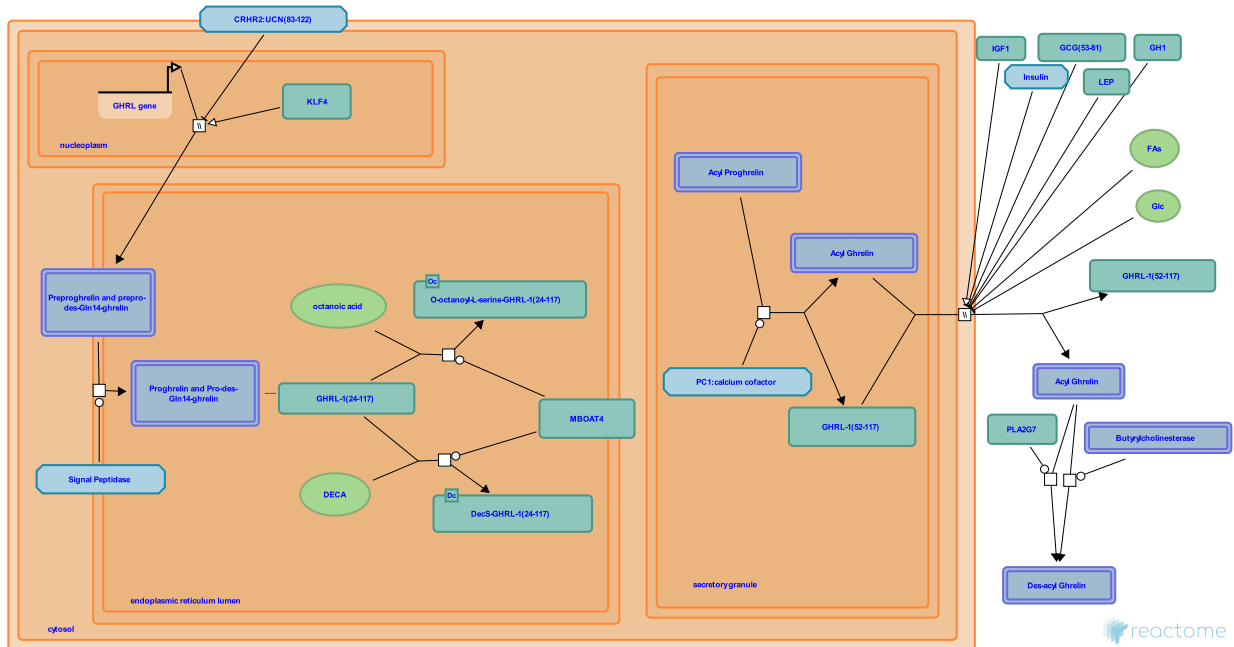 CRHR2:UCN(83-122)
IGF1
GCG(53-81)
GH1
Insulin
LEP
GHRL gene
KLF4
nucleoplasm
FAs
Glc
Acyl Proghrelin
Acyl Ghrelin
GHRL-1(52-117)
Preproghrelin and prepro-
des-Gln14-ghrelin
octanoic acid
Oc
O-octanoyl-L-serine-GHRL-1(24-117)
Proghrelin and Pro-des-
Gln14-ghrelin
GHRL-1(24-117)
MBOAT4
PC1:calcium cofactor
GHRL-1(52-117)
Acyl Ghrelin
PLA2G7
Butyrylcholinesterase
Signal Peptidase
DECA
Dc
DecS-GHRL-1(24-117)
secretory granule
Des-acyl Ghrelin
endoplasmic reticulum lumen
cytosol
reactome